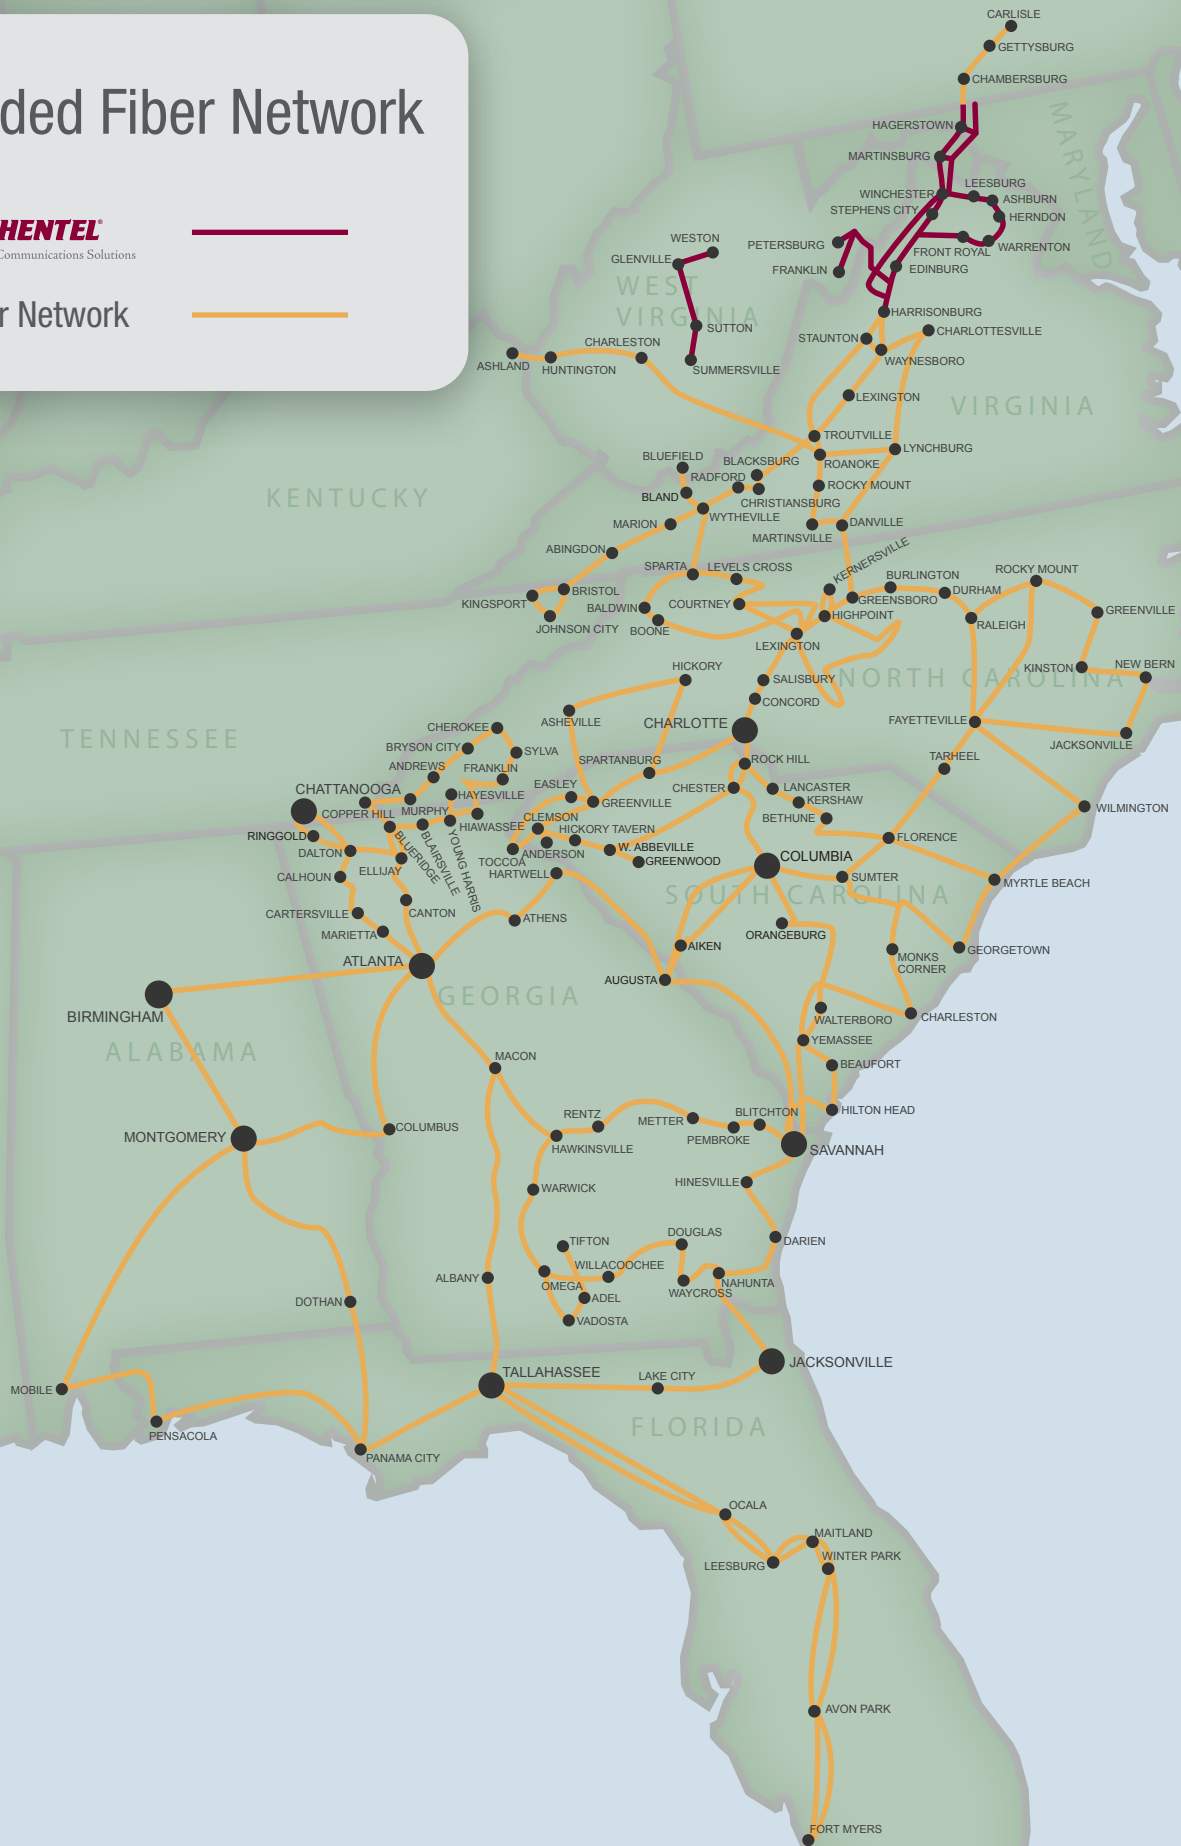 CARLISLE
GETTYSBURG
CHAMBERSBURG
ded Fiber Network
MARYLAND
HAGERSTOWN
MARTINSBURG
LEESBURG
WINCHESTER
ASHBURN
STEPHENS CITY
HERNDON
HENTEL®
Communications Solutions
WESTON
PETERSBURG
WARRENTON
FRONT ROYAL
GLENVILLE
FRANKLIN
EDINBURG
WEST
VIRGINIA
r Network
HARRISONBURG
SUTTON
CHARLOTTESVILLE
STAUNTON
CHARLESTON
WAYNESBORO
ASHLAND
HUNTINGTON
SUMMERSVILLE
LEXINGTON
VIRGINIA
TROUTVILLE
LYNCHBURG
BLUEFIELD
BLACKSBURG
ROANOKE
RADFORD
ROCKY MOUNT
KENTUCKY
BLAND
CHRISTIANSBURG
WYTHEVILLE
MARION
DANVILLE
MARTINSVILLE
ABINGDON
KERNERSVILLE
SPARTA
LEVELS CROSS
ROCKY MOUNT
BURLINGTON
BRISTOL
DURHAM
KINGSPORT
BALDWIN
COURTNEY
GREENSBORO
GREENVILLE
HIGHPOINT
JOHNSON CITY
BOONE
RALEIGH
LEXINGTON
HICKORY
KINSTON
NEW BERN
SALISBURY
NORTH CAROLINA
CONCORD
ASHEVILLE
CHARLOTTE
FAYETTEVILLE
CHEROKEE
TENNESSEE
BRYSON CITY
SYLVA
JACKSONVILLE
TARHEEL
ANDREWS
FRANKLIN
SPARTANBURG
ROCK HILL
CHATTANOOGA
EASLEY
CHESTER
LANCASTER
HAYESVILLE
GREENVILLE
KERSHAW
WILMINGTON
COPPER HILL
MURPHY
CLEMSON
BETHUNE
HIAWASSEE
HICKORY TAVERN
RINGGOLD
FLORENCE
DALTON
BLUERIDGE
BLAIRSVILLE
YOUNG HARRIS
ANDERSON
W. ABBEVILLE
COLUMBIA
TOCCOA
GREENWOOD
ELLIJAY
HARTWELL
CALHOUN
SUMTER
MYRTLE BEACH
SOUTH CAROLINA
CARTERSVILLE
CANTON
ATHENS
MARIETTA
ORANGEBURG
AIKEN
GEORGETOWN
MONKS
CORNER
ATLANTA
AUGUSTA
GEORGIA
BIRMINGHAM
WALTERBORO
CHARLESTON
YEMASSEE
ALABAMA
MACON
BEAUFORT
HILTON HEAD
RENTZ
METTER
BLITCHTON
COLUMBUS
MONTGOMERY
PEMBROKE
HAWKINSVILLE
SAVANNAH
WARWICK
HINESVILLE
DOUGLAS
TIFTON
DARIEN
WILLACOOCHEE
ALBANY
OMEGA
NAHUNTA
WAYCROSS
ADEL
DOTHAN
VADOSTA
JACKSONVILLE
TALLAHASSEE
LAKE CITY
MOBILE
FLORIDA
PENSACOLA
PANAMA CITY
OCALA
MAITLAND
WINTER PARK
LEESBURG
AVON PARK
FORT MYERS